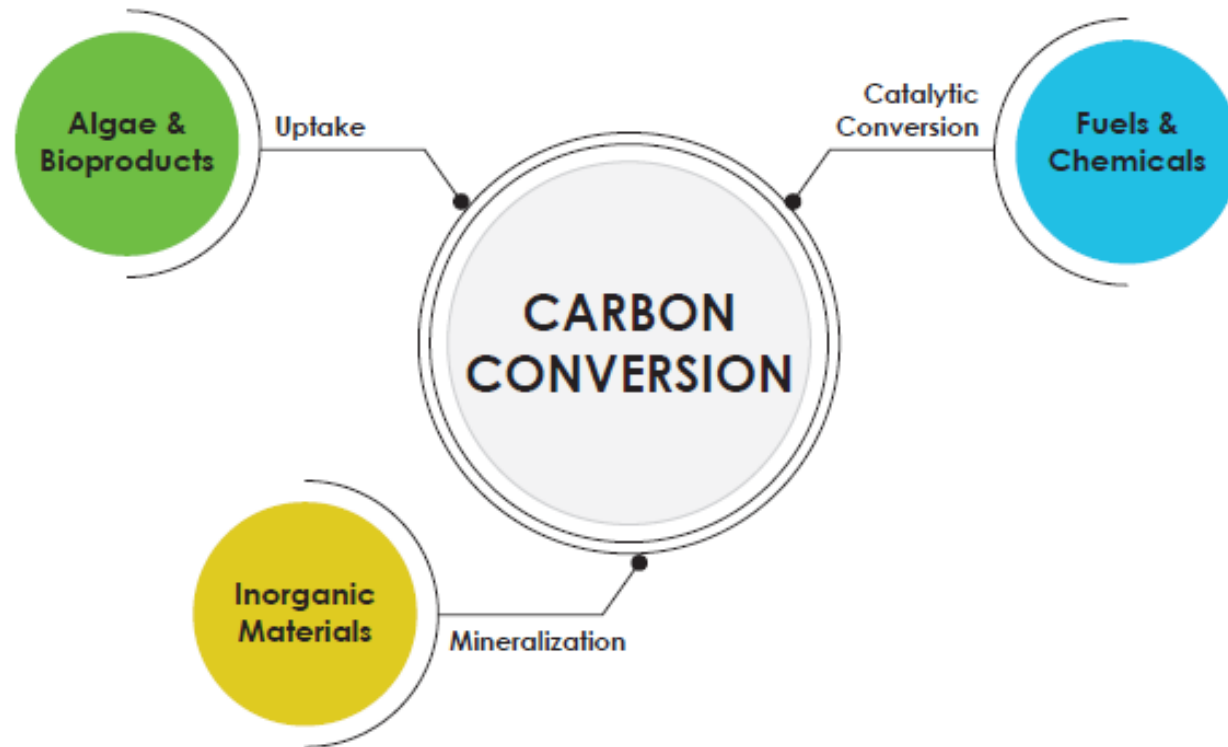 Algae &
Bioproducts
Uptake
Catalytic
Conversion
Fuels &
Chemicals
CARBON
CONVERSION
Inorganic
Materials
Mineralization